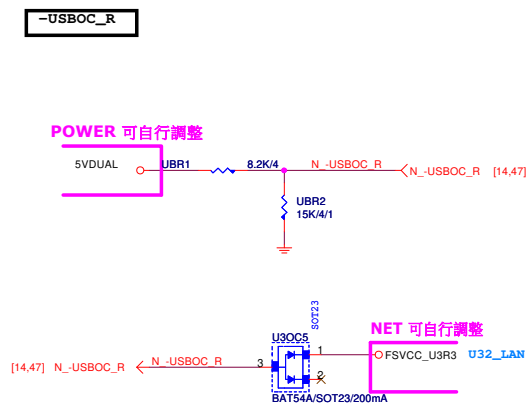 -USBOC_R
POWER 可自行調整
5VDUAL UBR1 8.2K/4 N_-USBOC_R N_-USBOC_R [14,47]
UBR2
15K/4/1
SOT23
NET 可自行調整
U3OC5
1 FSVCC_U3R3 U32_LAN
[14,47] N_-USBOC_R N_-USBOC_R 3
2
BAT54A/SOT23/200mA